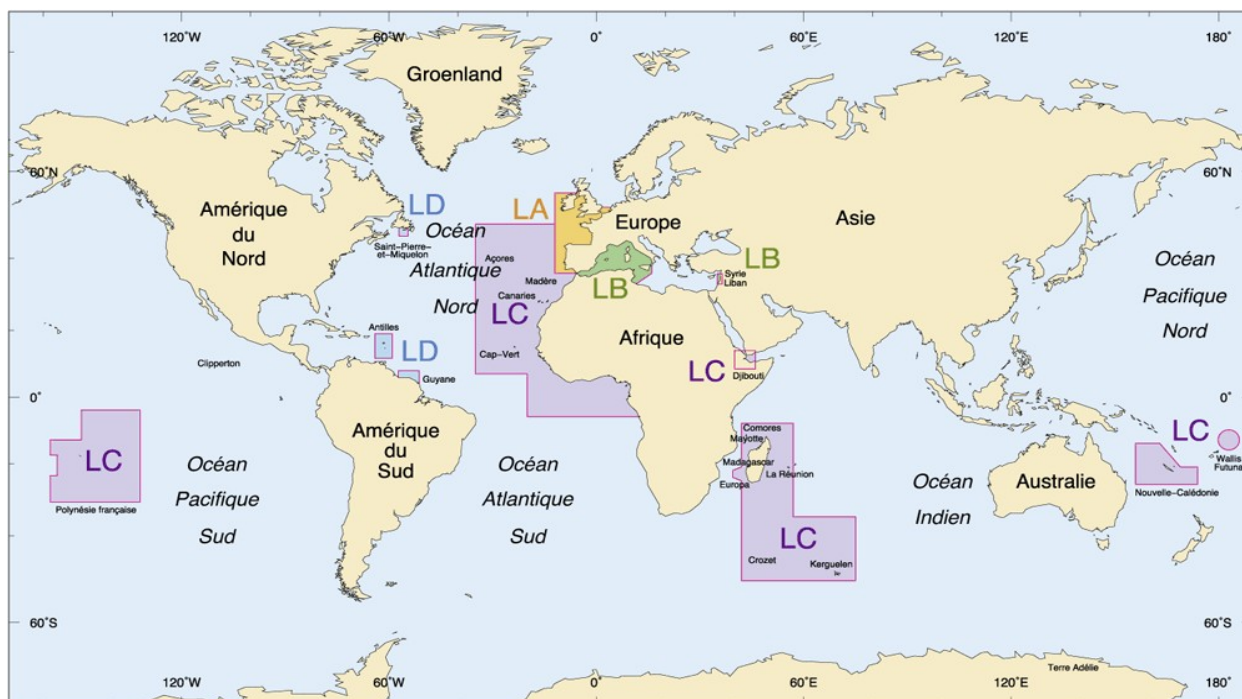 120°W
60°W
0°
60°E
120°E
180°
Groenland
60°N
60°N
LD
LA
Amérique
du
Nord
Océan
Atlantique
Nord
Europe
Asie
Saint-Pierre-
et-Miquelon
Açores
Madère
Canaries
LC
Cap-Vert
LB
LB
Syrie
Liban
Océan
Pacifique
Nord
Antilles
LD
Guyane
Clipperton
Afrique
LC
Djibouti
0°
0°
LC
Polynésie française
Océan
Pacifique
Sud
Amérique
du
Sud
Océan
Atlantique
Sud
Comores
Mayotte
Madagascar
Europa
La Réunion
LC
Crozet
Kerguelen
Océan
Indien
Australie
LC
Wallis
Futuna
Nouvelle-Calédonie
60°S
60°S
Terre Adélie
120°W
60°W
0°
60°E
120°E
180°